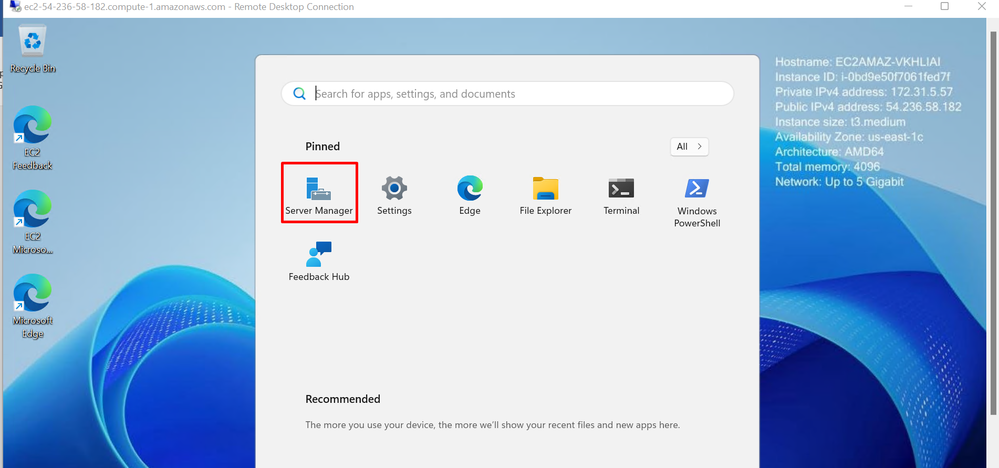 ec2-54-236-58-182.compute-1.amazonaws.com - Remote Desktop Connection
Recycle Bin
EC2
Feedback
EC2
Microso...
Microsoft
Edge
Search for apps, settings, and documents
Pinned
All
Server Manager
Settings
Edge
File Explorer
Terminal
Windows
PowerShell
Feedback Hub
Recommended
The more you use your device, the more we'll show your recent files and new apps here.
Hostname: EC2AMAZ-VKHLIAI
Instance ID: i-0bd9e50f7061fed7f
Private IPv4 address: 172.31.5.57
Public IPv4 address: 54.236.58.182
Instance size: t3.medium
Availability Zone: us-east-1c
Architecture: AMD64
Total memory: 4096
Network: Up to 5 Gigabit